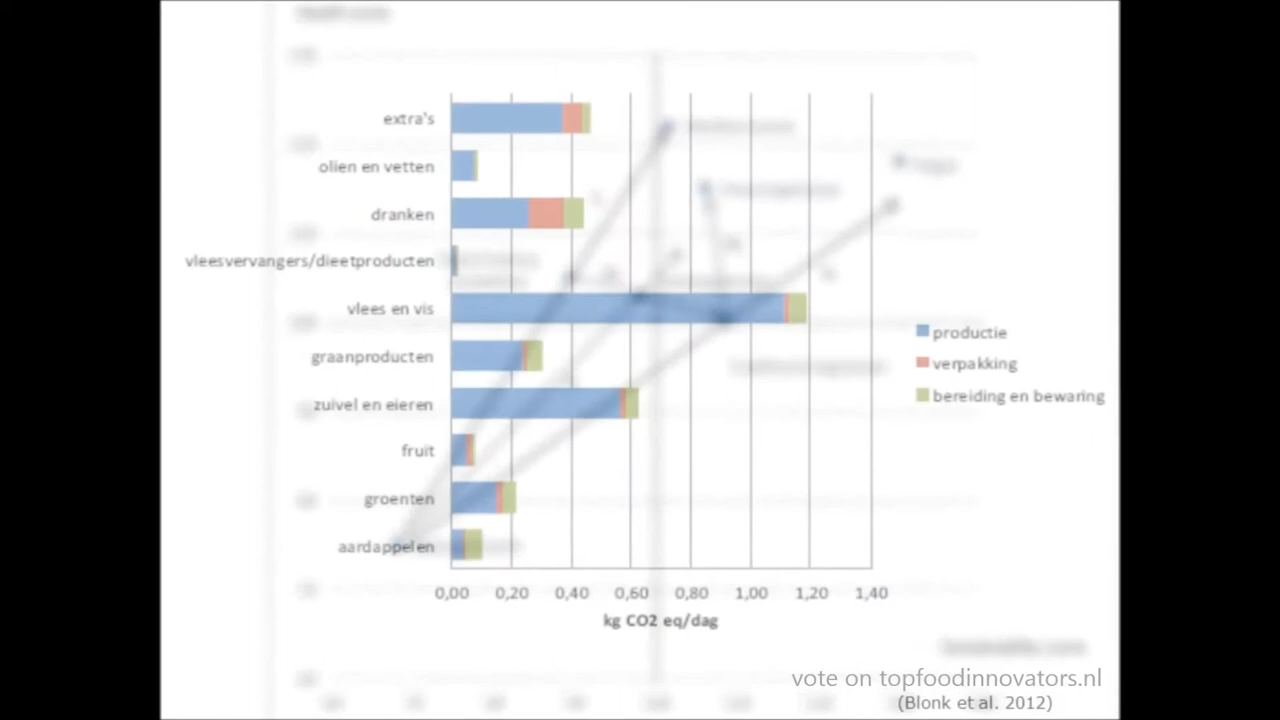 extra's
olien en vetten
dranken
vleesvervangers/dieetproducten
vlees en vis
graanproducten
zuivel en eieren
fruit
groenten
aardappelen
productie
verpakking
bereiding en bewaring
0,00 0,20 0,40 0,60 0,80 1,00 1,20 1,40
kg CO2 eq/dag
vote on topfoodinnovators.nl
(Blonk et al. 2012)